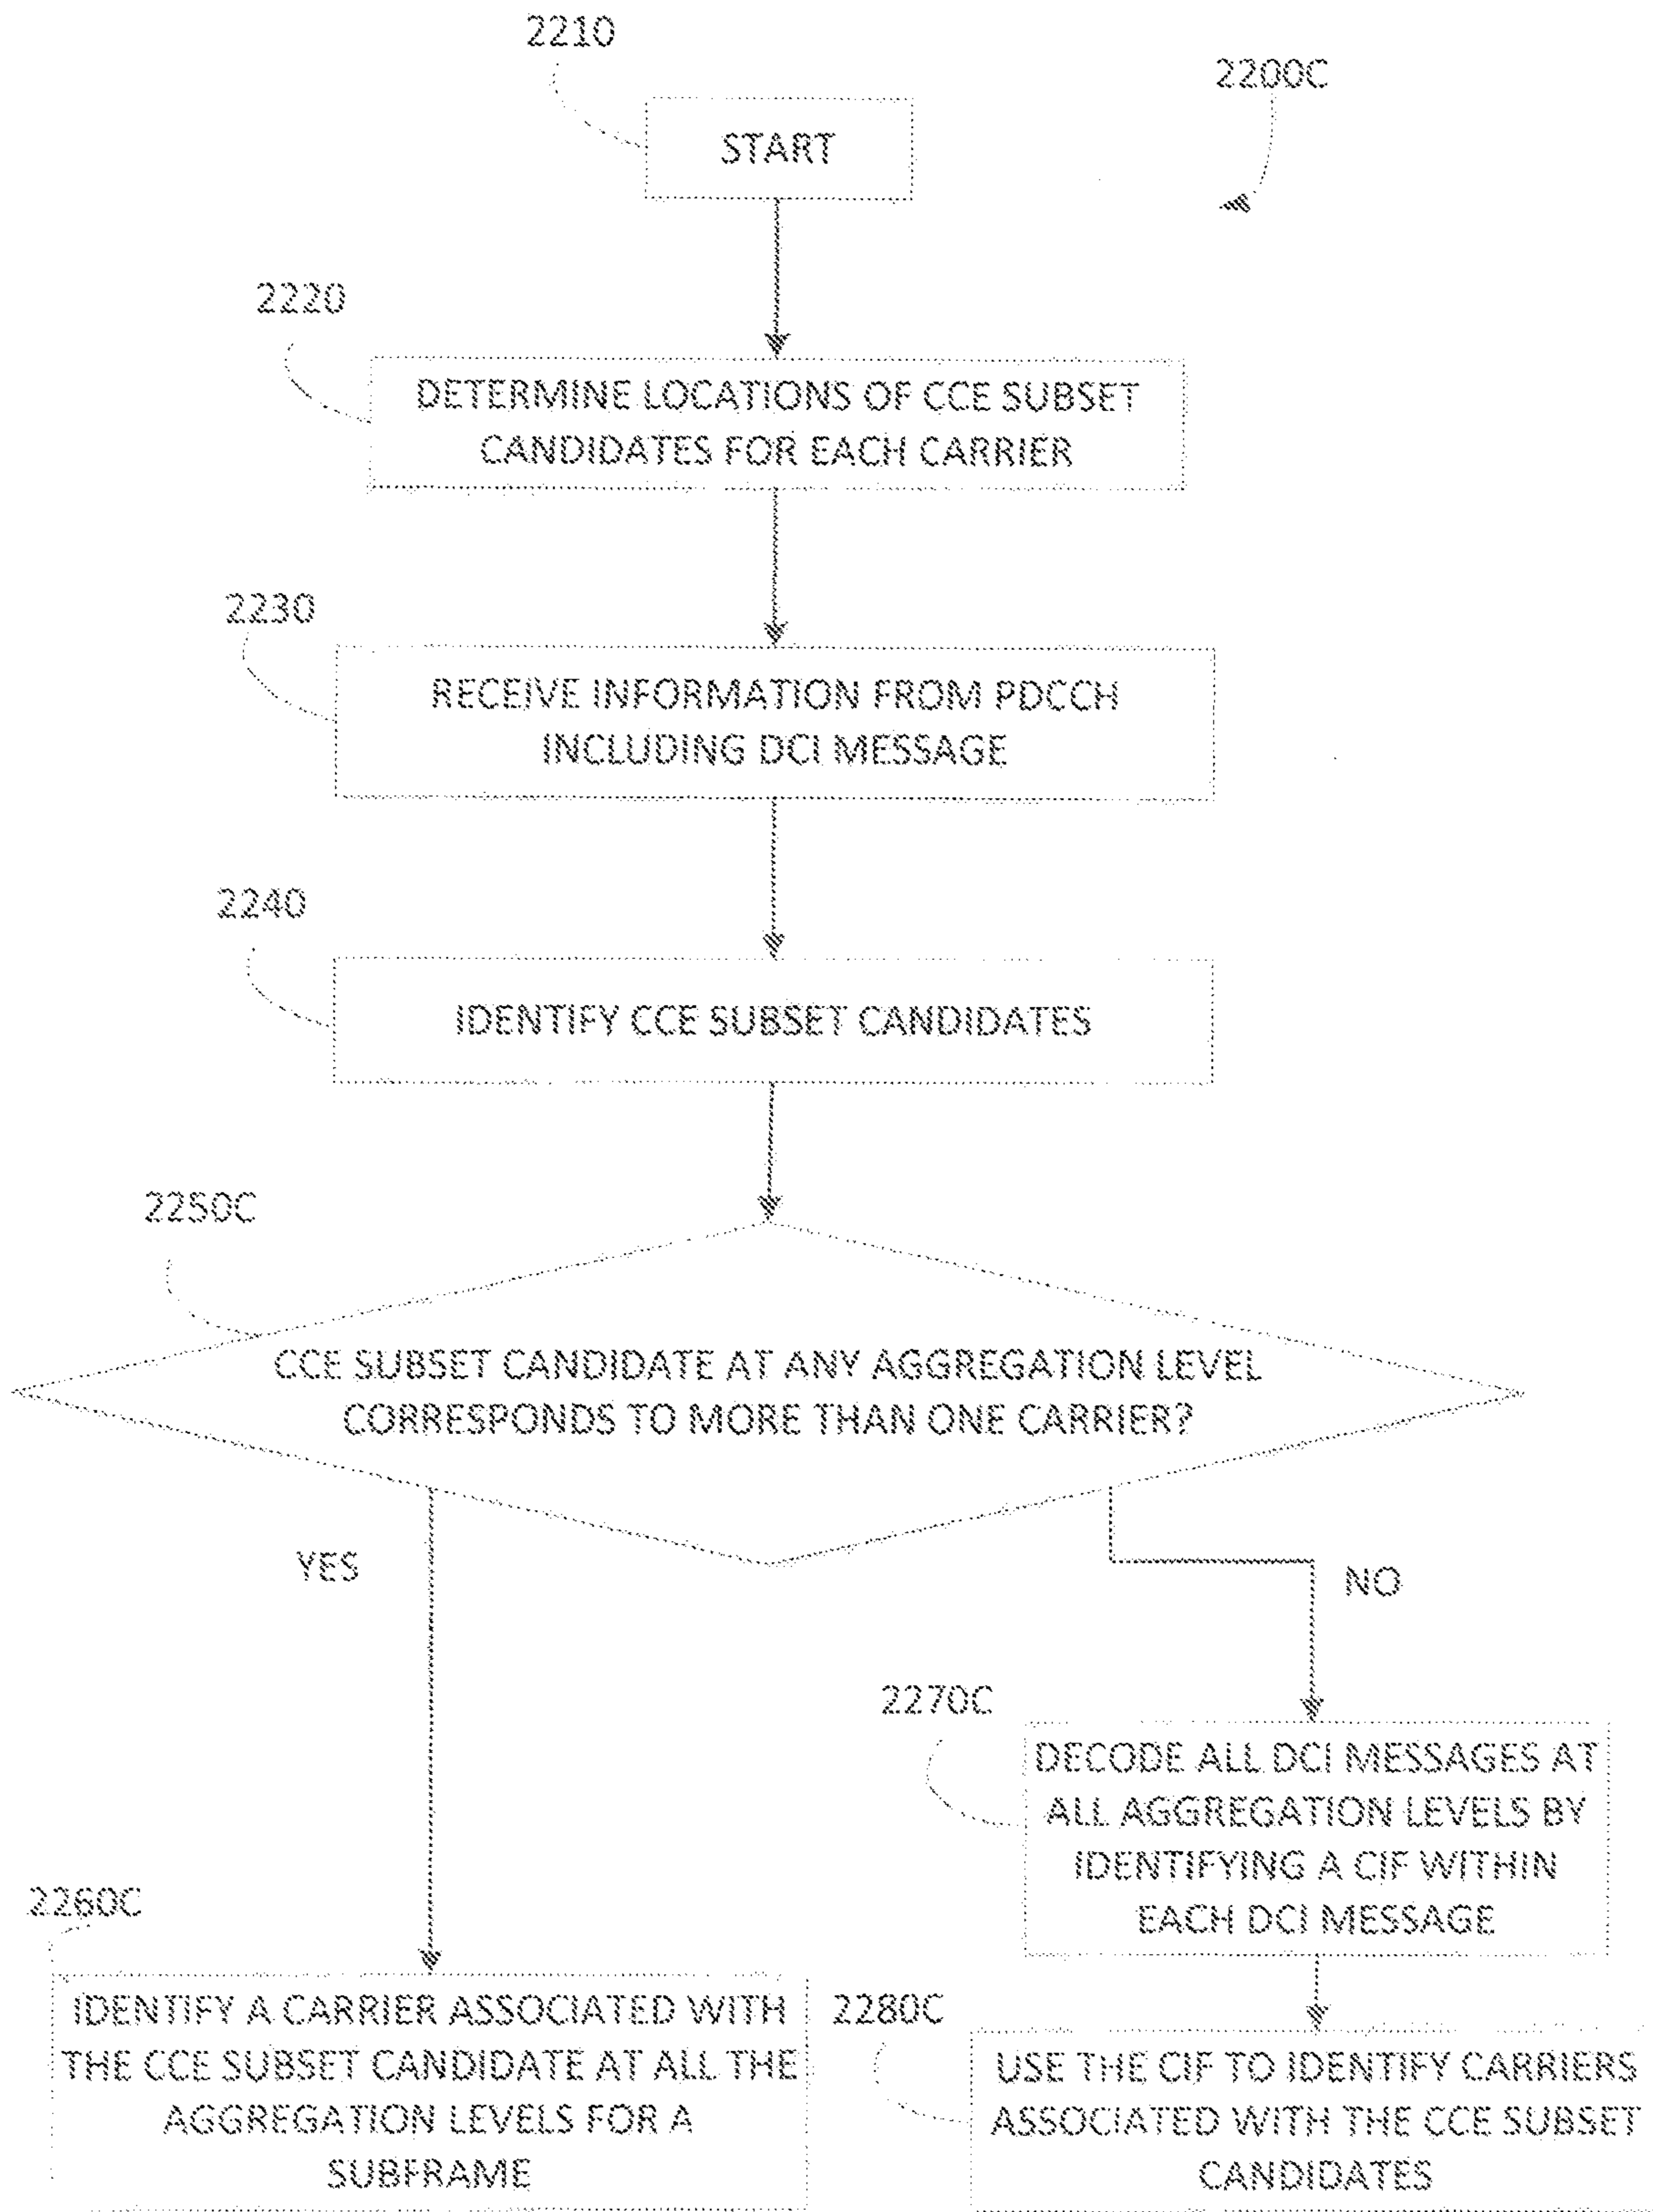 2210
2200C
START
2220
DETERMINE LOCATIONS OF CCE SUBSET
CANDIDATES FOR EACH CARRIER
2230
RECEIVE INFORMATION FROM PDCCH
INCLUDING DCI MESSAGE
2240
IDENTIFY CCE SUBSET CANDIDATES
2250C
CCE SUBSET CANDIDATE AT ANY AGGREGATION LEVEL
CORRESPONDS TO MORE THAN ONE CARRIER?
YES
NO
2270C
DECODE ALL DCI MESSAGES AT
ALL AGGREGATION LEVELS BY
IDENTIFYING A CIF WITHIN
EACH DCI MESSAGE
2260C
IDENTIFY A CARRIER ASSOCIATED WITH
THE CCE SUBSET CANDIDATE AT ALL THE
AGGREGATION LEVELS FOR A
SUBFRAME
2280C
USE THE CIF TO IDENTIFY CARRIERS
ASSOCIATED WITH THE CCE SUBSET
CANDIDATES